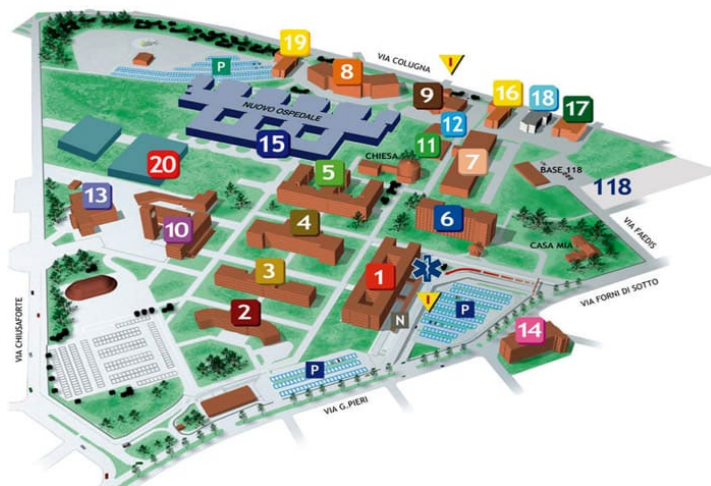 VIA COLUGNA
I
19
P
8
9
16
18
17
NUOVO OSPEDALE
12
11
15
CHIESA
7
20
5
BASE 118
118
13
10
4
6
VIA FAEDIS
CASA MIA
3
1
I
P
VIA FORNI DI SOTTO
2
N
14
VIA CHIUSAFORTE
P
VIA G.PIERI